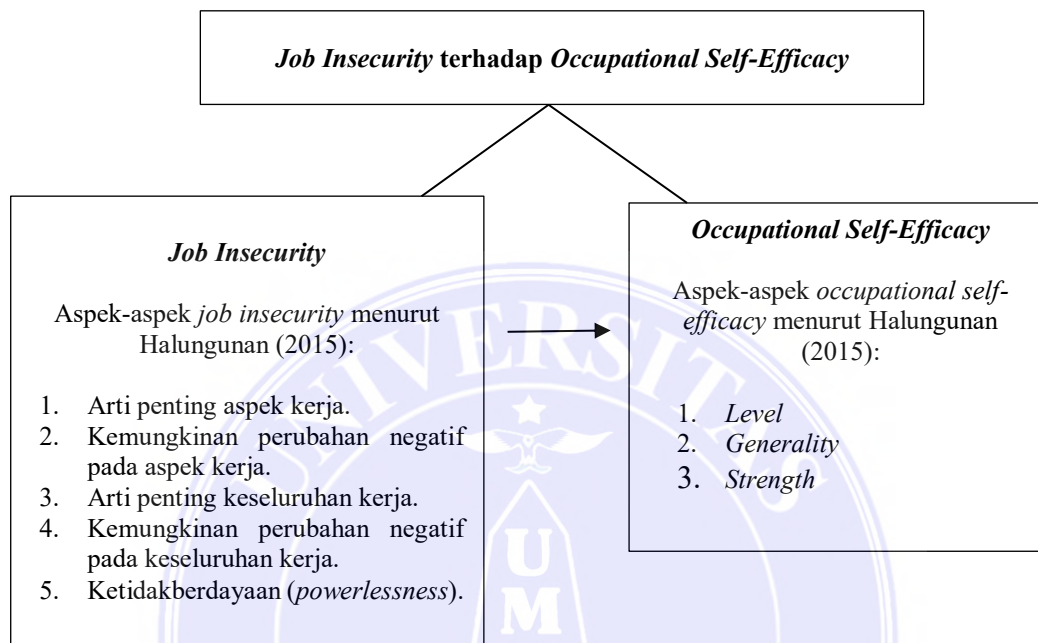 Job Insecurity terhadap Occupational Self-Efficacy
Job Insecurity
Aspek-aspek job insecurity menurut
Halungunan (2015):
1. Arti penting aspek kerja.
2. Kemungkinan perubahan negatif
pada aspek kerja.
3. Arti penting keseluruhan kerja.
4. Kemungkinan perubahan negatif
pada keseluruhan kerja.
5. Ketidakberdayaan (powerlessness).
Occupational Self-Efficacy
Aspek-aspek occupational self-
efficacy menurut Halungunan
(2015):
1. Level
2. Generality
3. Strength
UNIVERSITAS
U
M